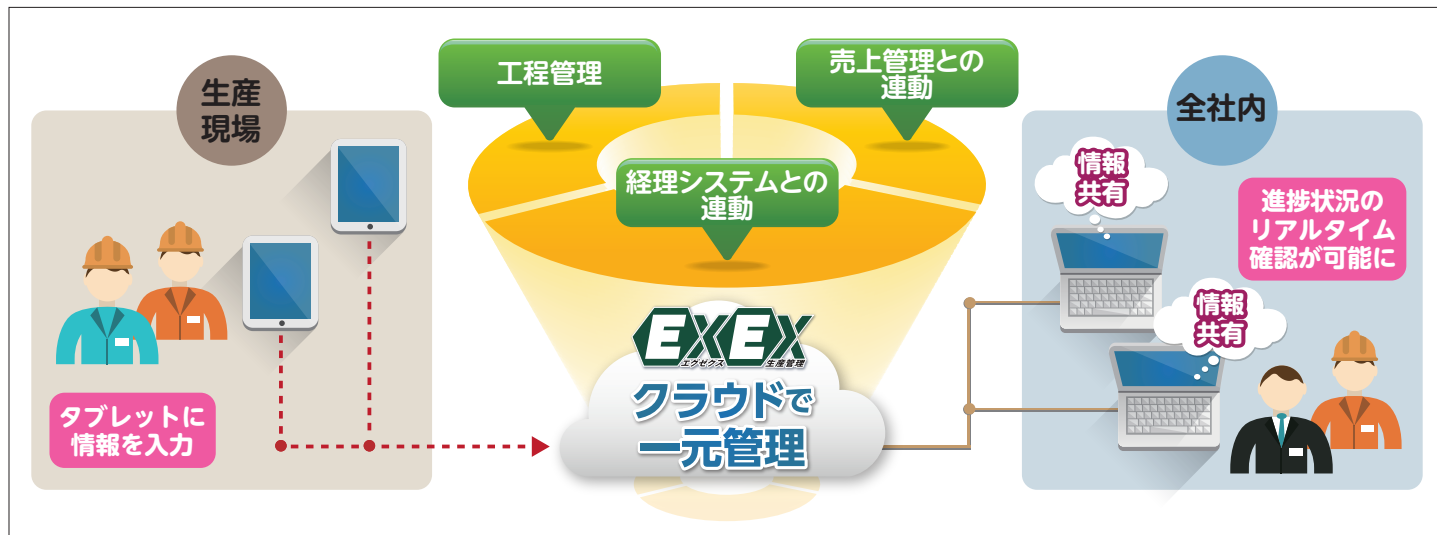 生産
現場
タブレットに
情報を入力
工程管理
売上管理との
連動
経理システムとの
連動
EXEX
エグゼクス 生産管理
クラウドで
一元管理
全社内
情報
共有
進捗状況の
リアルタイム
確認が可能に
情報
共有